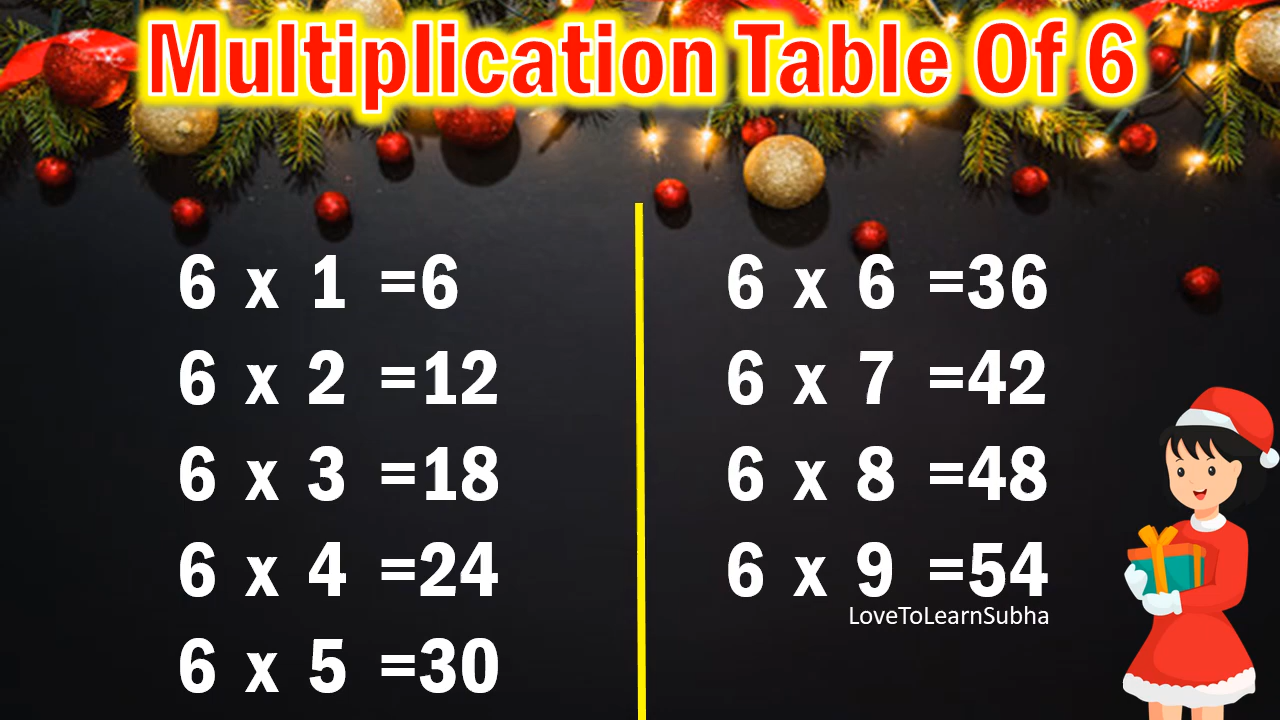 Multiplication Table Of 6
6 x 1 =6
6 x 2 =12
6 x 3 =18
6 x 4 =24
6 x 5 =30
6 x 6 =36
6 x 7 =42
6 x 8 =48
6 x 9 =54
LoveToLearnSubha